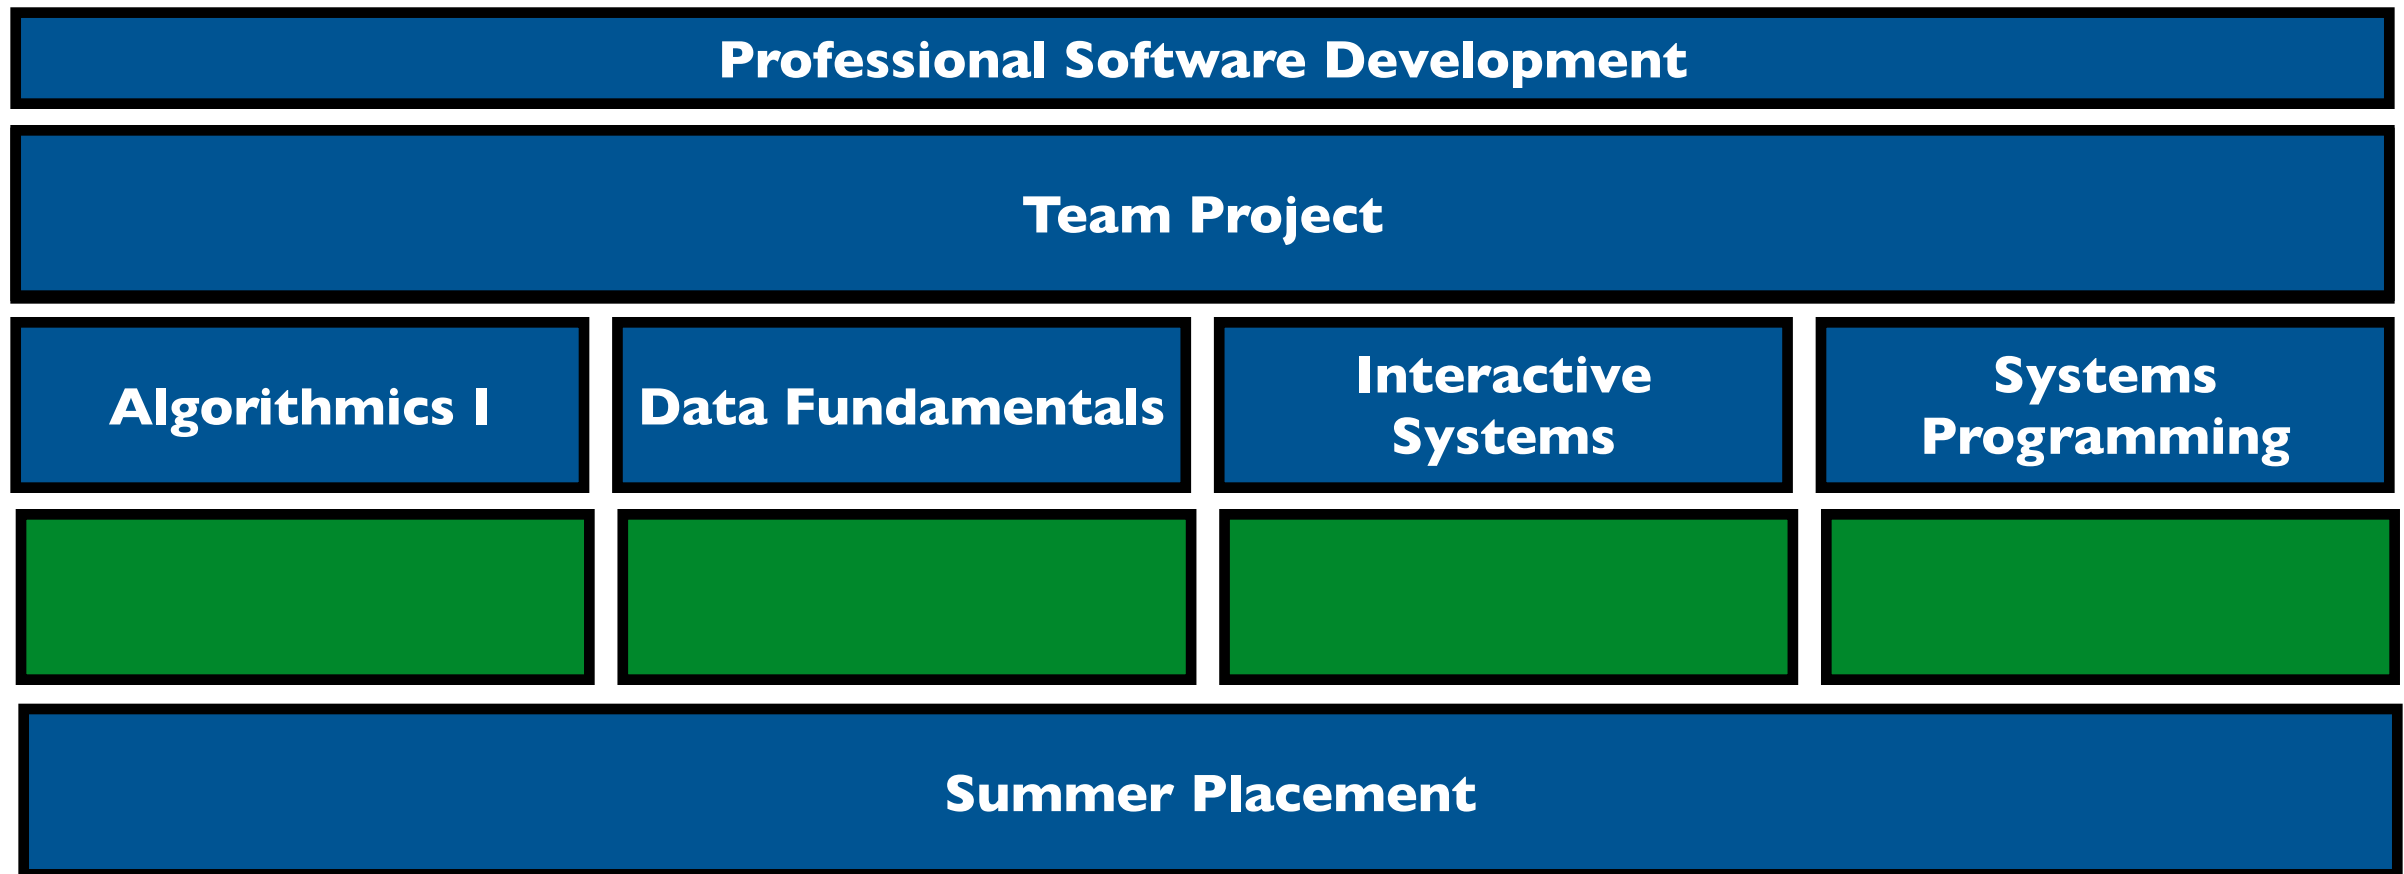 Professional Software Development
Team Project
Algorithmics I
Data Fundamentals
Interactive
Systems
Systems
Programming
Summer Placement